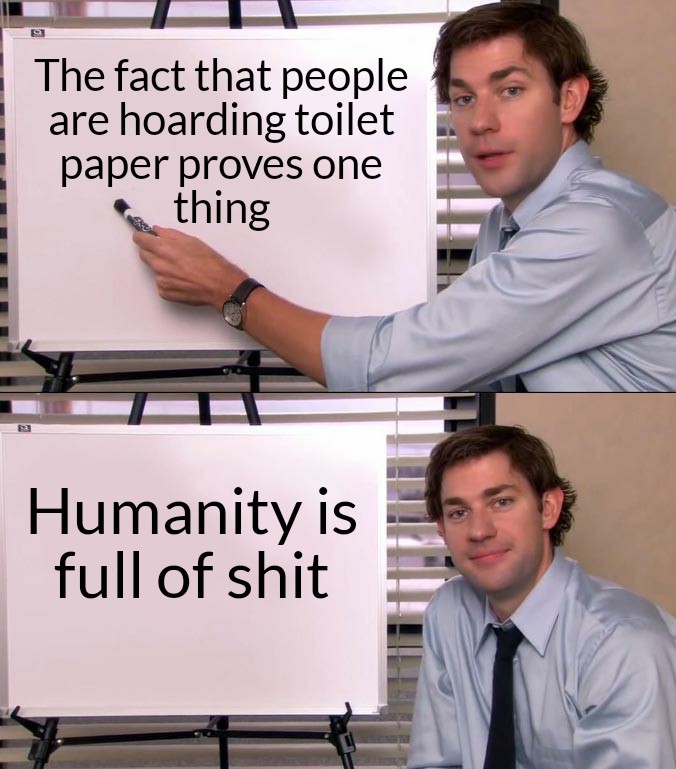 The fact that people
are hoarding toilet
paper proves one
thing
Humanity is
full of shit